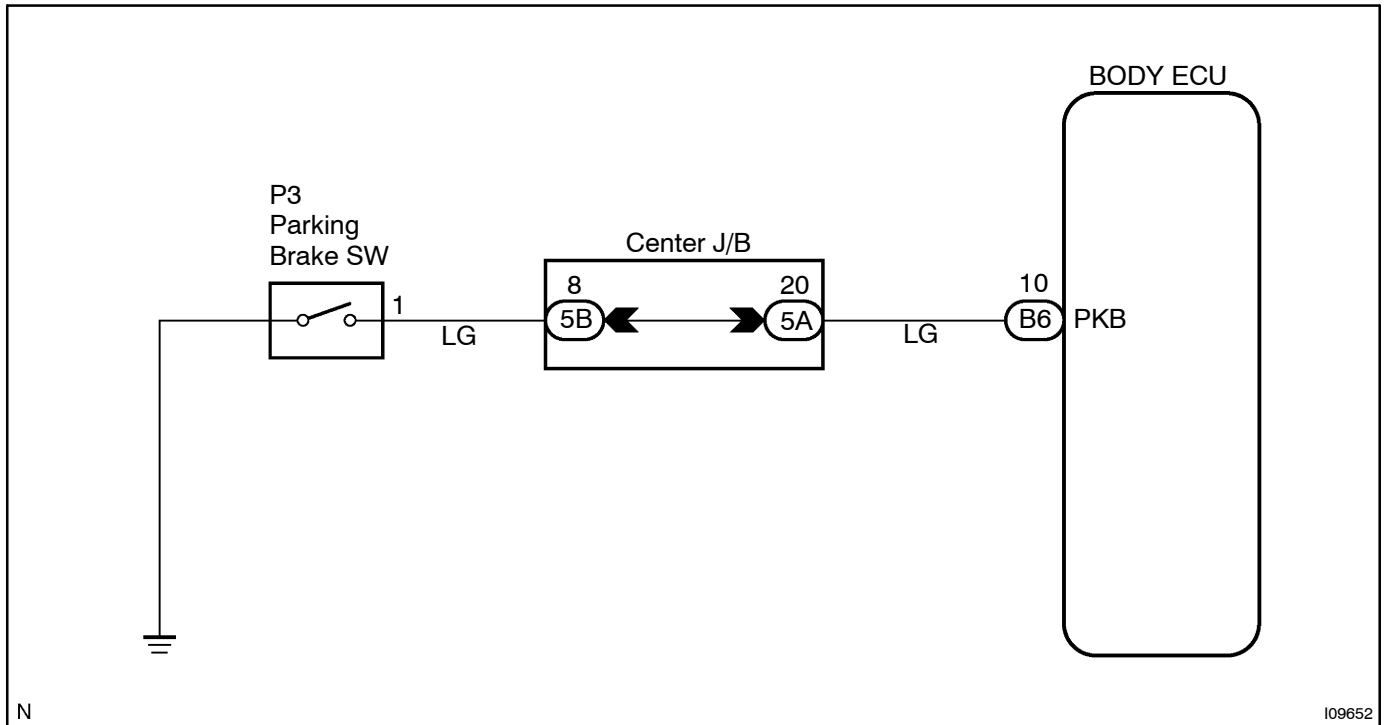 BODY ECU
P3
Parking
Brake SW
Center J/B
1
8
20
10
5B
5A
B6
PKB
LG
LG
N
I09652